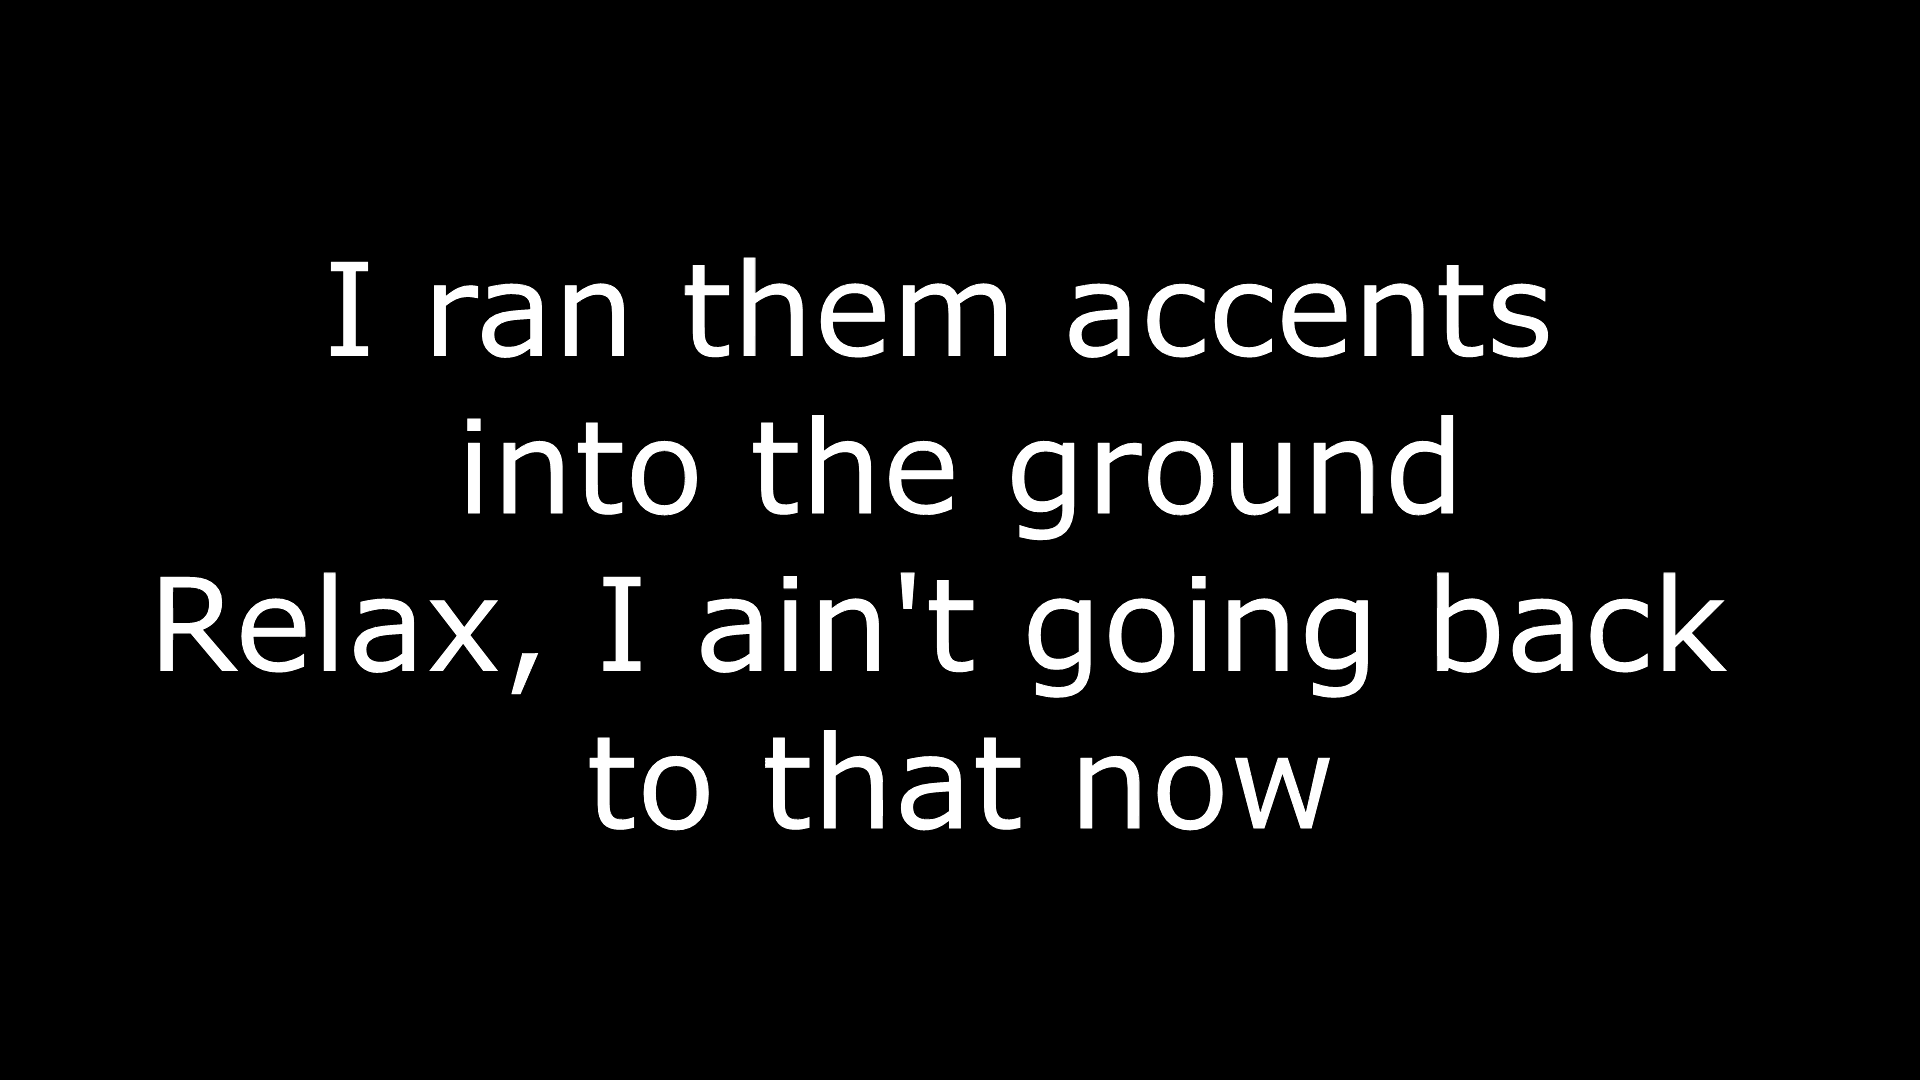 I ran them accents
into the ground
Relax, I ain't going back
to that now